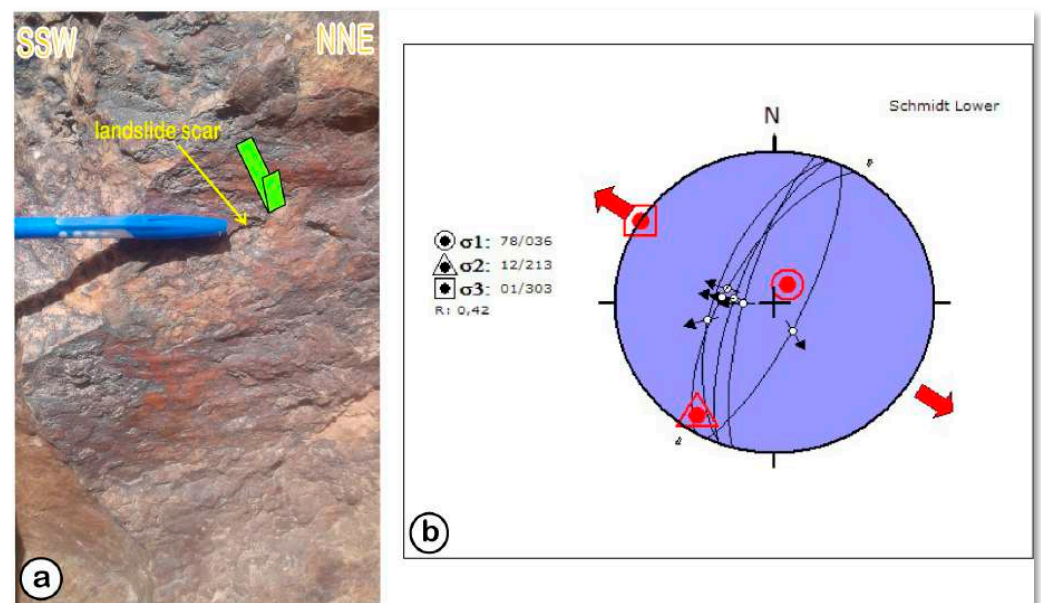 SSW NNE
landslide scar
a
Schmidt Lower
N
σ1: 78/036
σ2: 12/213
σ3: 01/303
R: 0,42
b